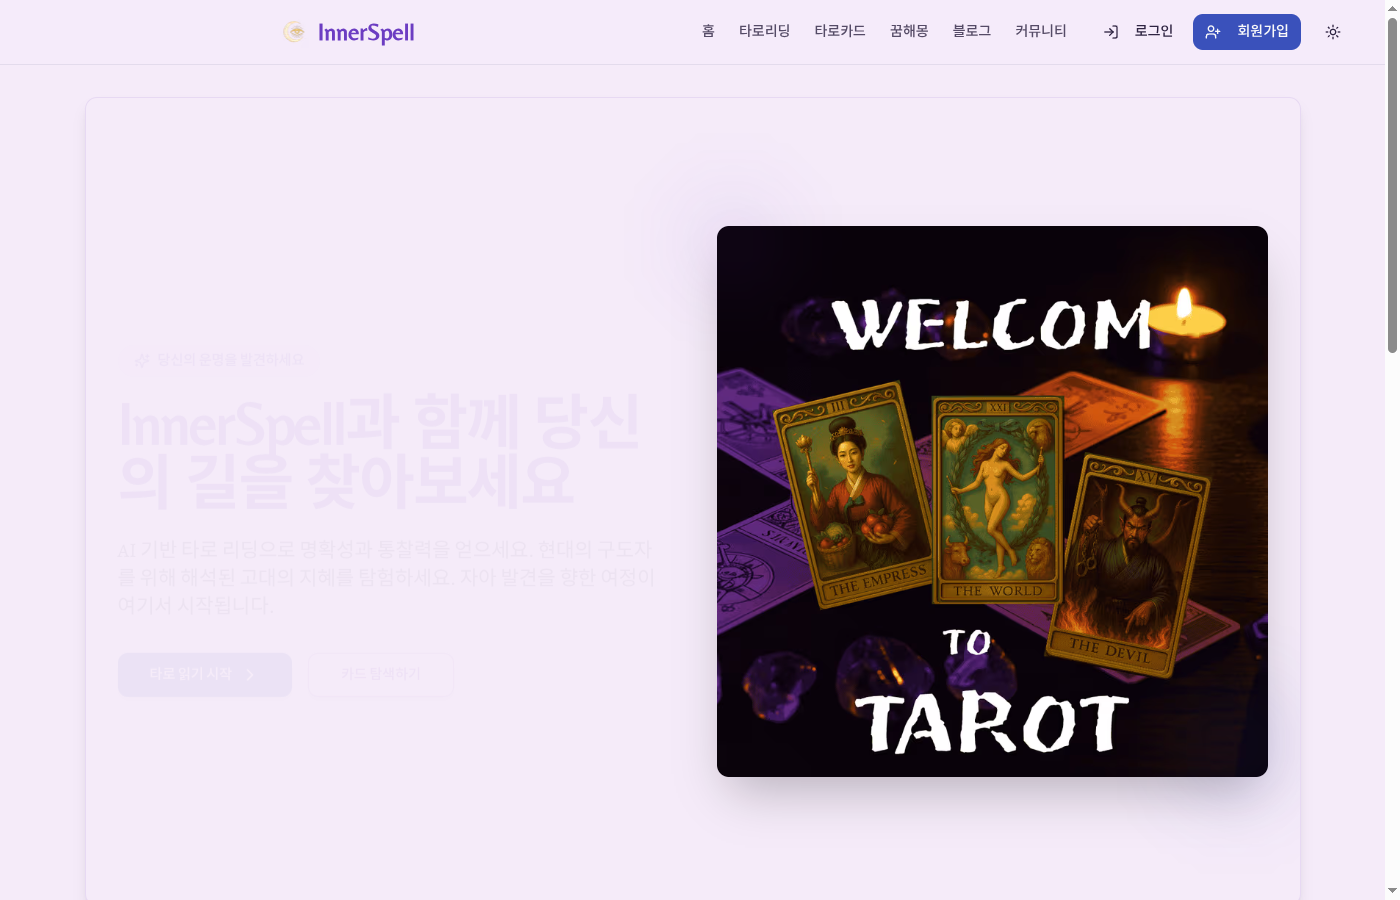 InnerSpell
홈 타로리딩 타로카드 꿈해몽 블로그 커뮤니티 로그인 회원가입
당신의 운명을 발견하세요
InnerSpell과 함께 당신
의 길을 찾아보세요
AI 기반 타로 리딩으로 명확성과 통찰력을 얻으세요. 현대의 구도자
를 위해 해석된 고대의 지혜를 탐험하세요. 자아 발견을 향한 여정이
여기서 시작됩니다.
타로 읽기 시작
카드 탐색하기
WELCOM
III
THE EMPRESS
XXI
THE WORLD
XV
THE DEVIL
TO
TAROT